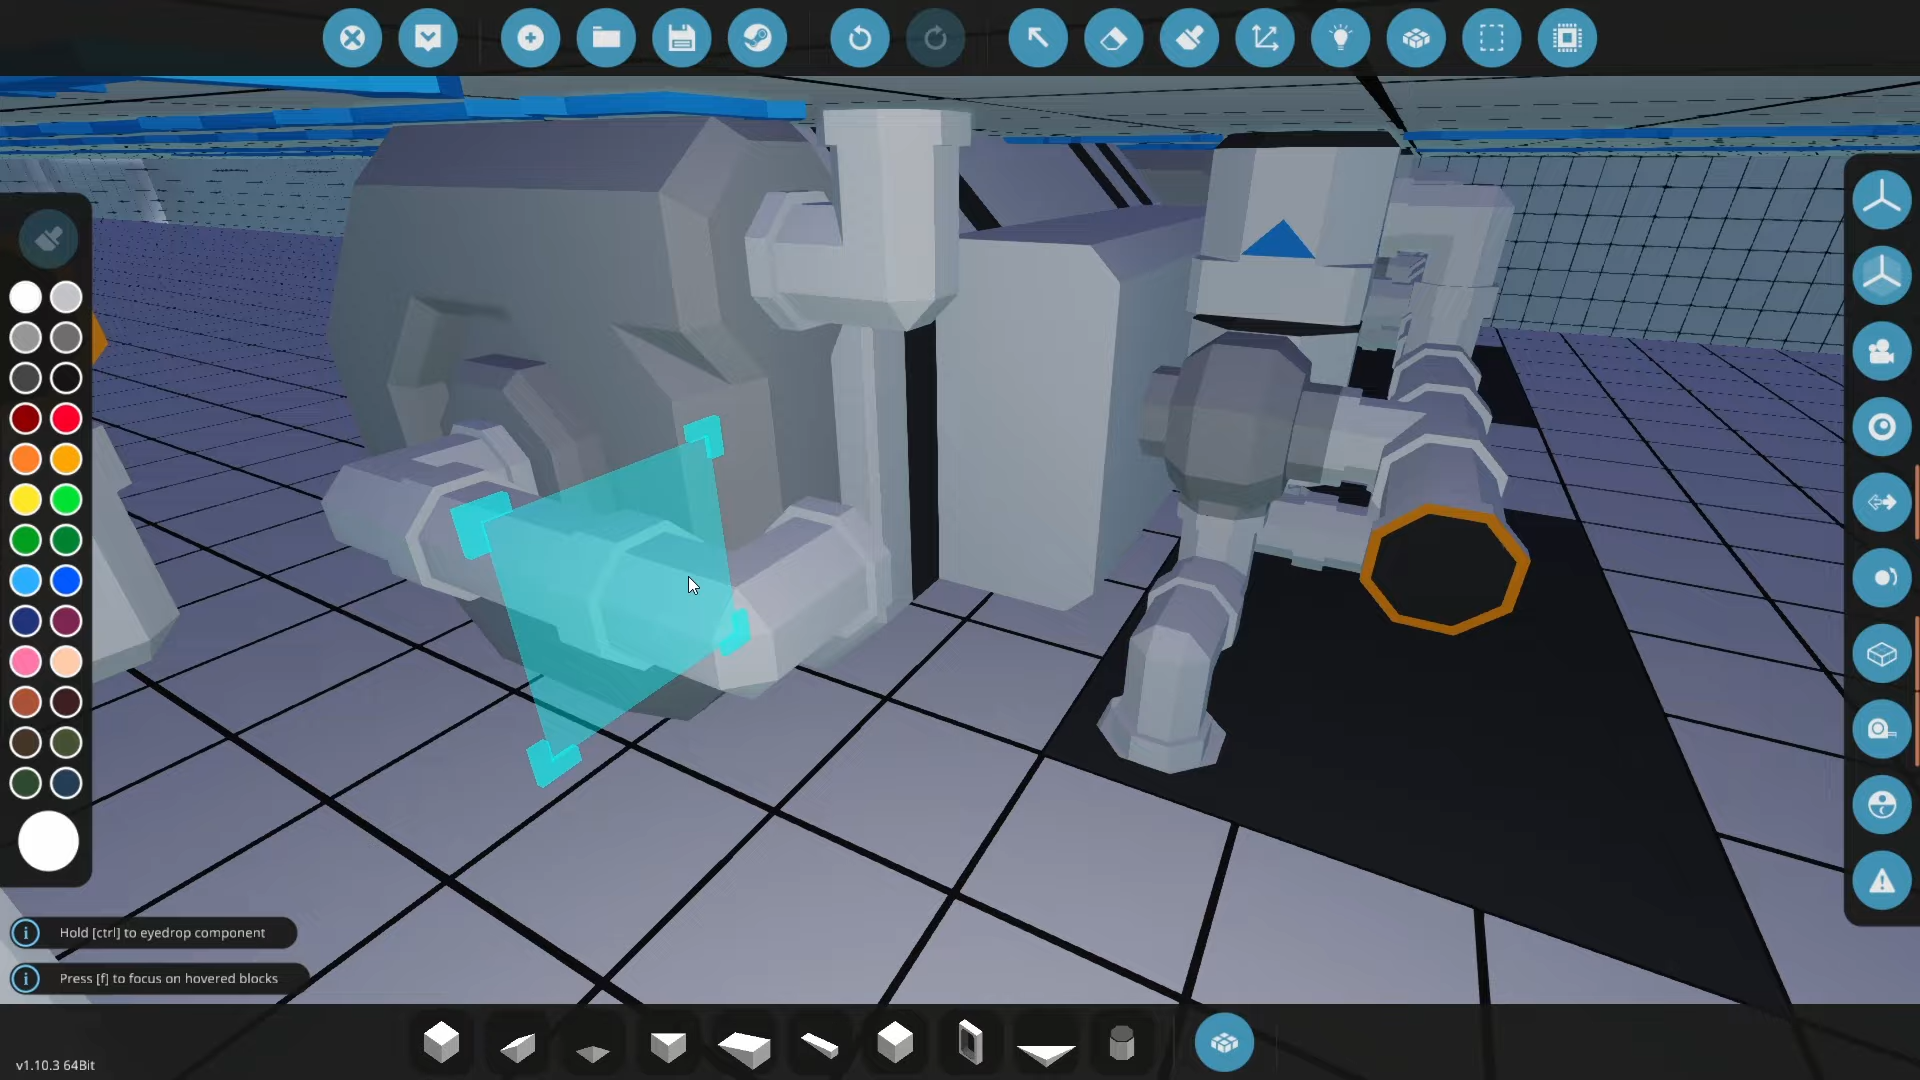 Hold [ctrl] to eyedrop component
Press [f] to focus on hovered blocks
v1.10.3 64Bit